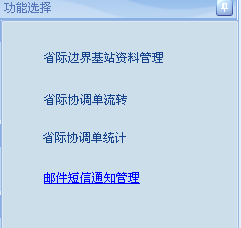 功能选择
省际边界基站资料管理
省际协调单流转
省际协调单统计
邮件短信通知管理